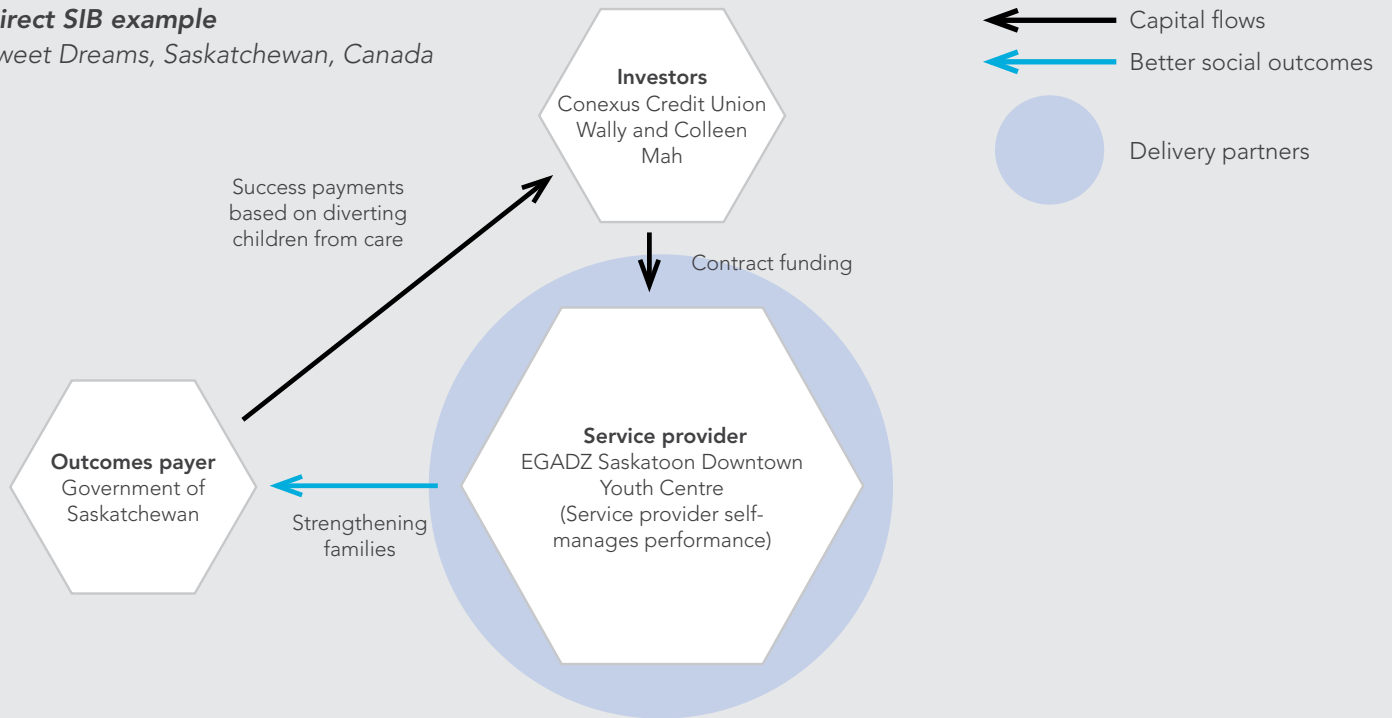 irect SIB example
weet Dreams, Saskatchewan, Canada
Capital flows
Better social outcomes
Delivery partners
Investors
Conexus Credit Union
Wally and Colleen
Mah
Success payments
based on diverting
children from care
Contract funding
Service provider
EGADZ Saskatoon Downtown
Youth Centre
(Service provider self-
manages performance)
Outcomes payer
Government of
Saskatchewan
Strengthening
families